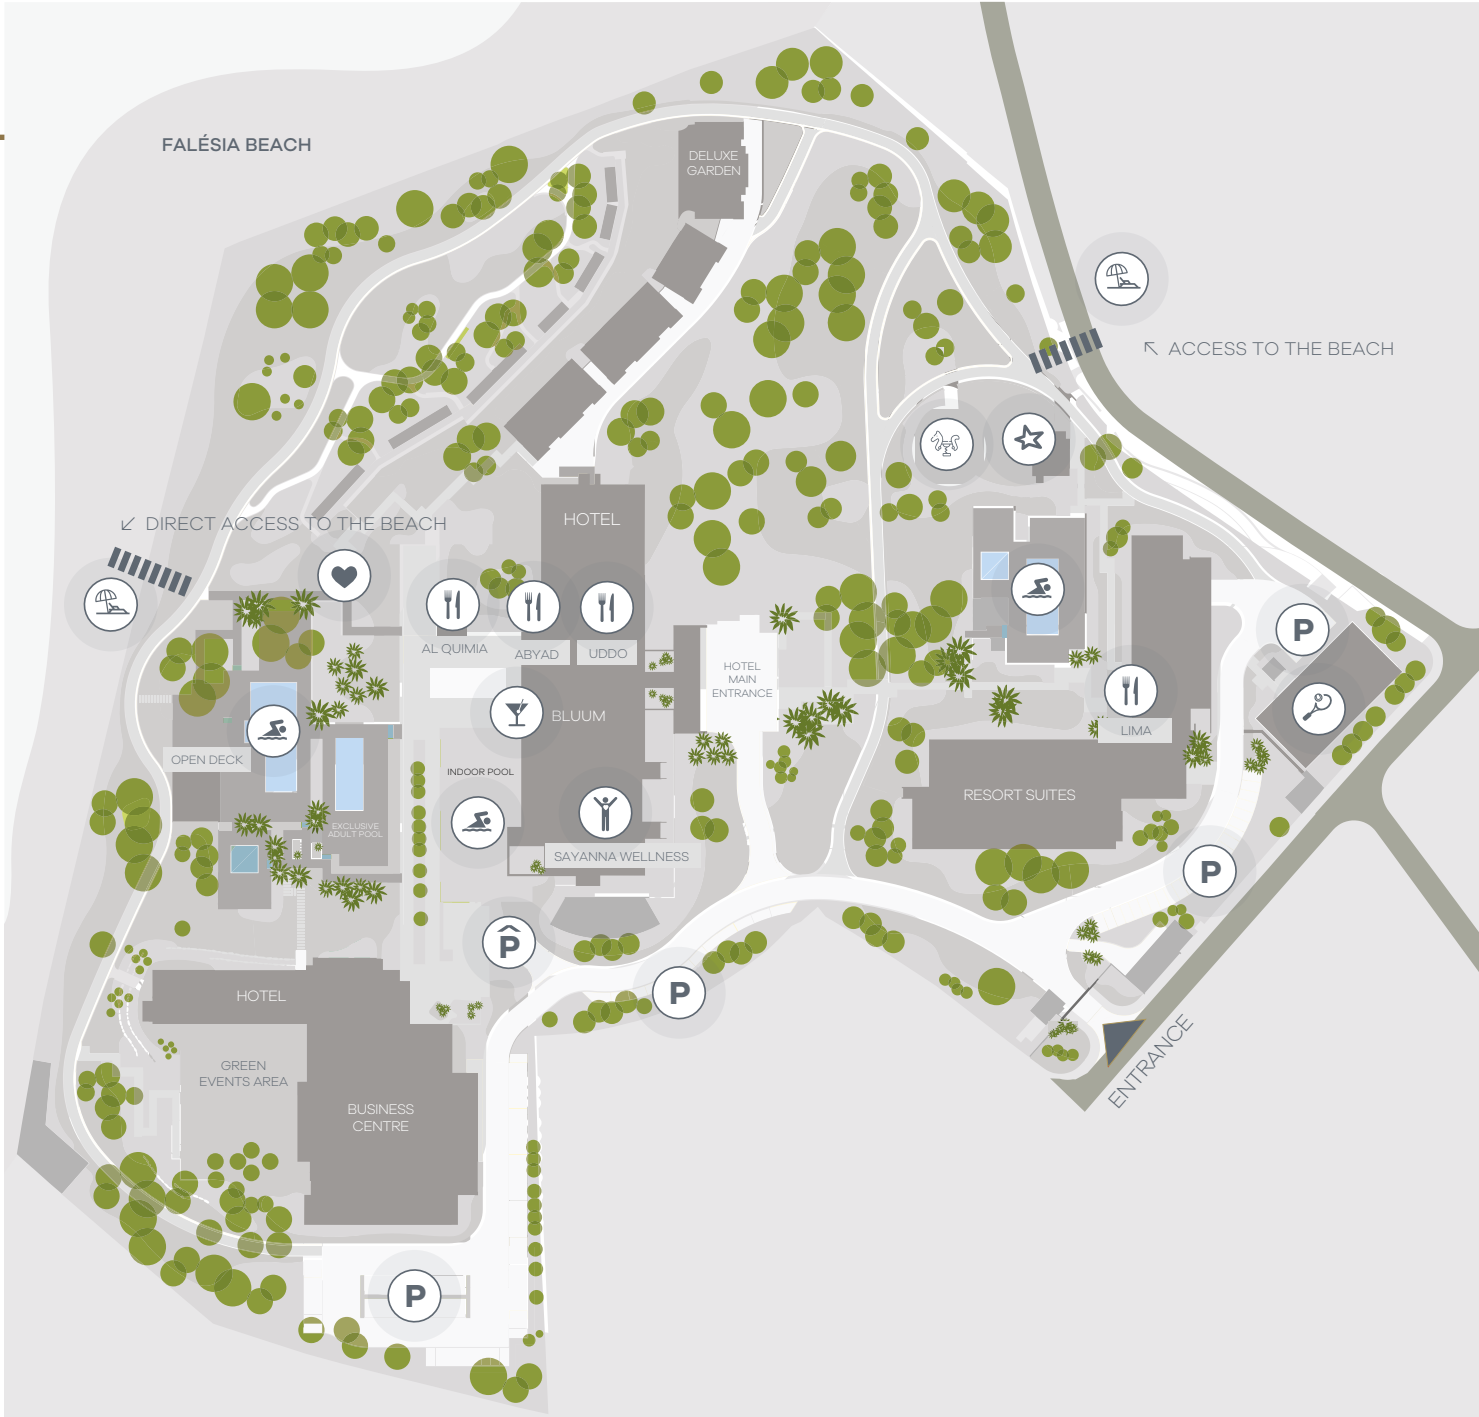 FALÉSIA BEACH
DELUXE
GARDEN
ACCESS TO THE BEACH
HOTEL
DIRECT ACCESS TO THE BEACH
P
AL QUIMIA
ABYAD
UDDO
HOTEL
MAIN
ENTRANCE
BLUUM
LIMA
OPEN DECK
INDOOR POOL
RESORT SUITES
EXCLUSIVE
ADULT POOL
SAYANNA WELLNESS
P
P
P
HOTEL
ENTRANCE
GREEN
EVENTS AREA
BUSINESS
CENTRE
P